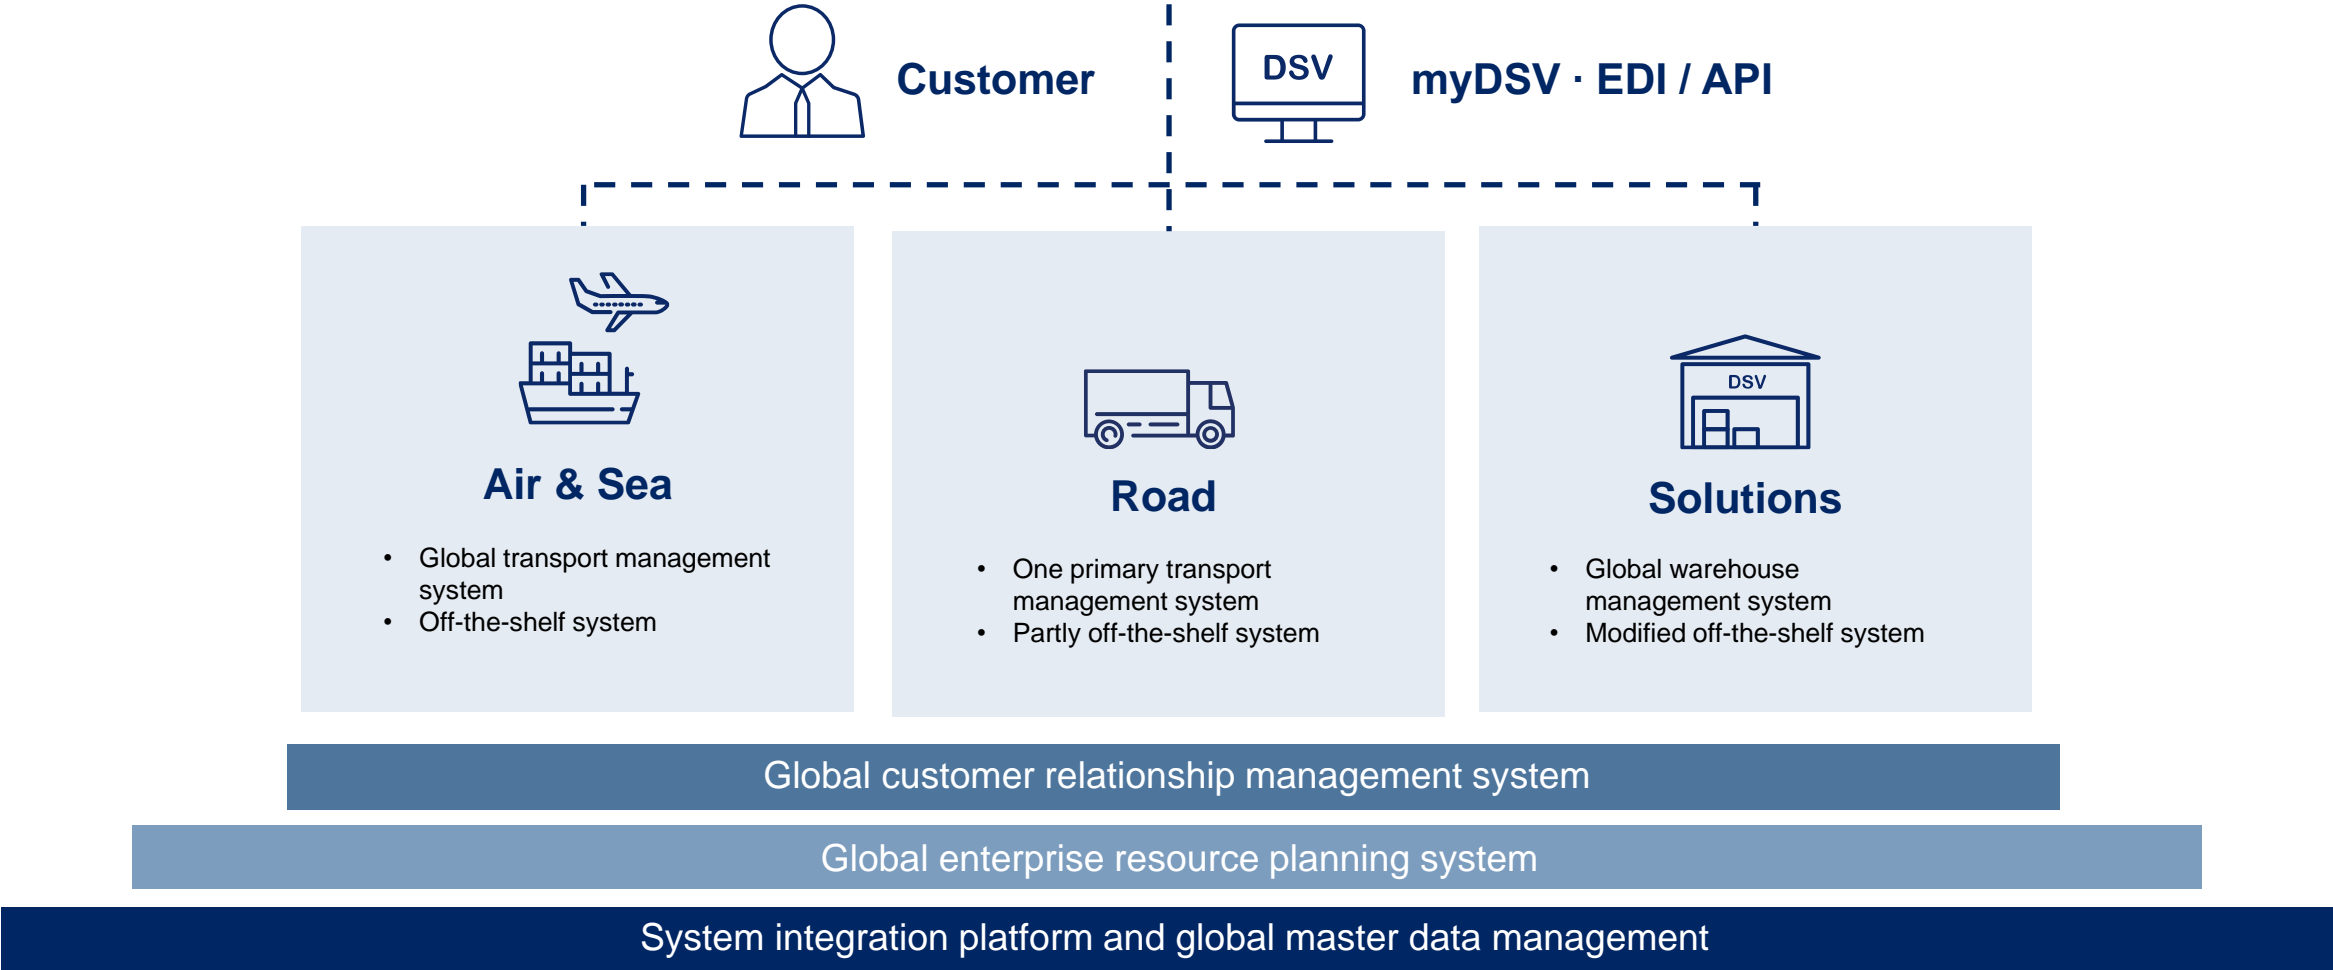 Customer
DSV
myDSV · EDI / API
Air & Sea
• Global transport management
system
• Off-the-shelf system
Road
• One primary transport
management system
• Partly off-the-shelf system
DSV
Solutions
• Global warehouse
management system
• Modified off-the-shelf system
Global customer relationship management system
Global enterprise resource planning system
System integration platform and global master data management